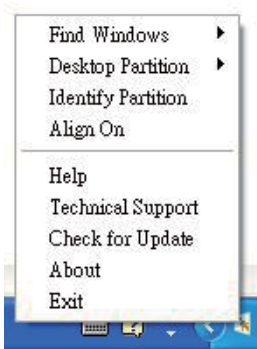 Find Windows
Desktop Partition
Identify Partition
Align On
Help
Technical Support
Check for Update
About
Exit